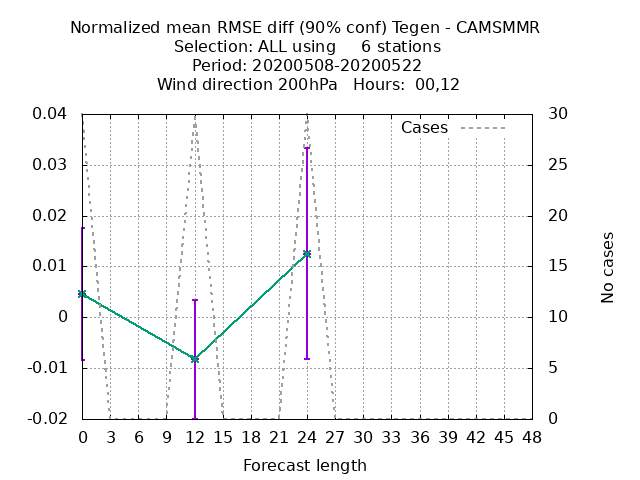 Normalized mean RMSE diff (90% conf) Tegen - CAMSMMR
Selection: ALL using     6 stations
Period: 20200508-20200522
Wind direction 200hPa   Hours:  00,12
Cases
0.04
0.03
0.02
0.01
0
-0.01
-0.02
30
25
20
15
10
5
0
No cases
0 3 6 9 12 15 18 21 24 27 30 33 36 39 42 45 48
Forecast length